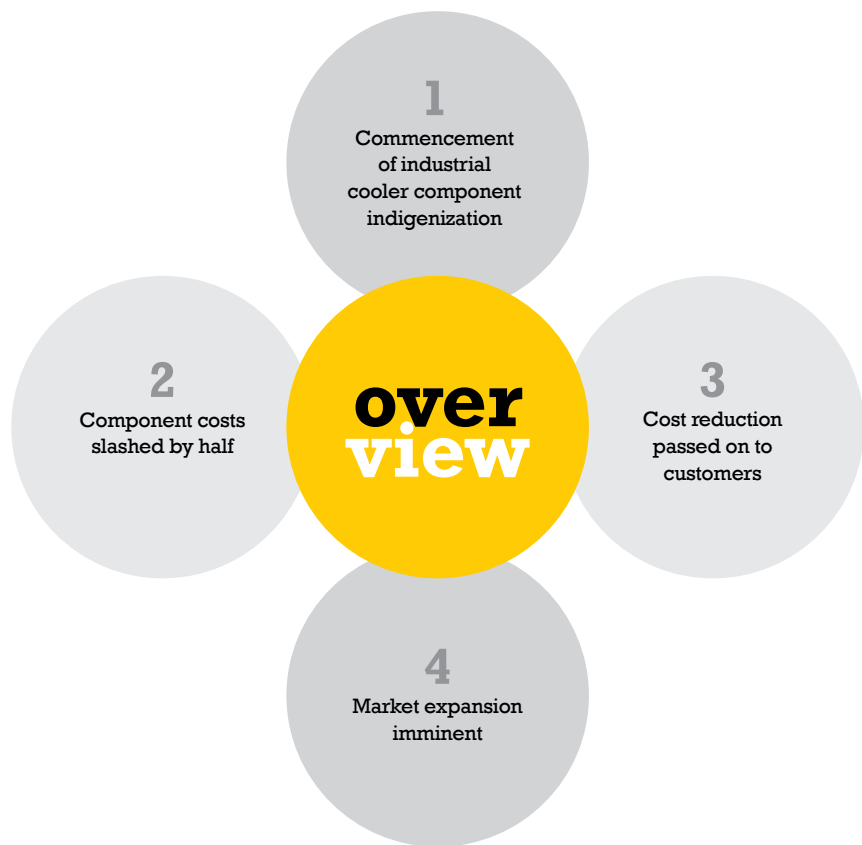 1
Commencement
of industrial
cooler component
indigenization
2
Component costs
slashed by half
over
view
3
Cost reduction
passed on to
customers
4
Market expansion
imminent